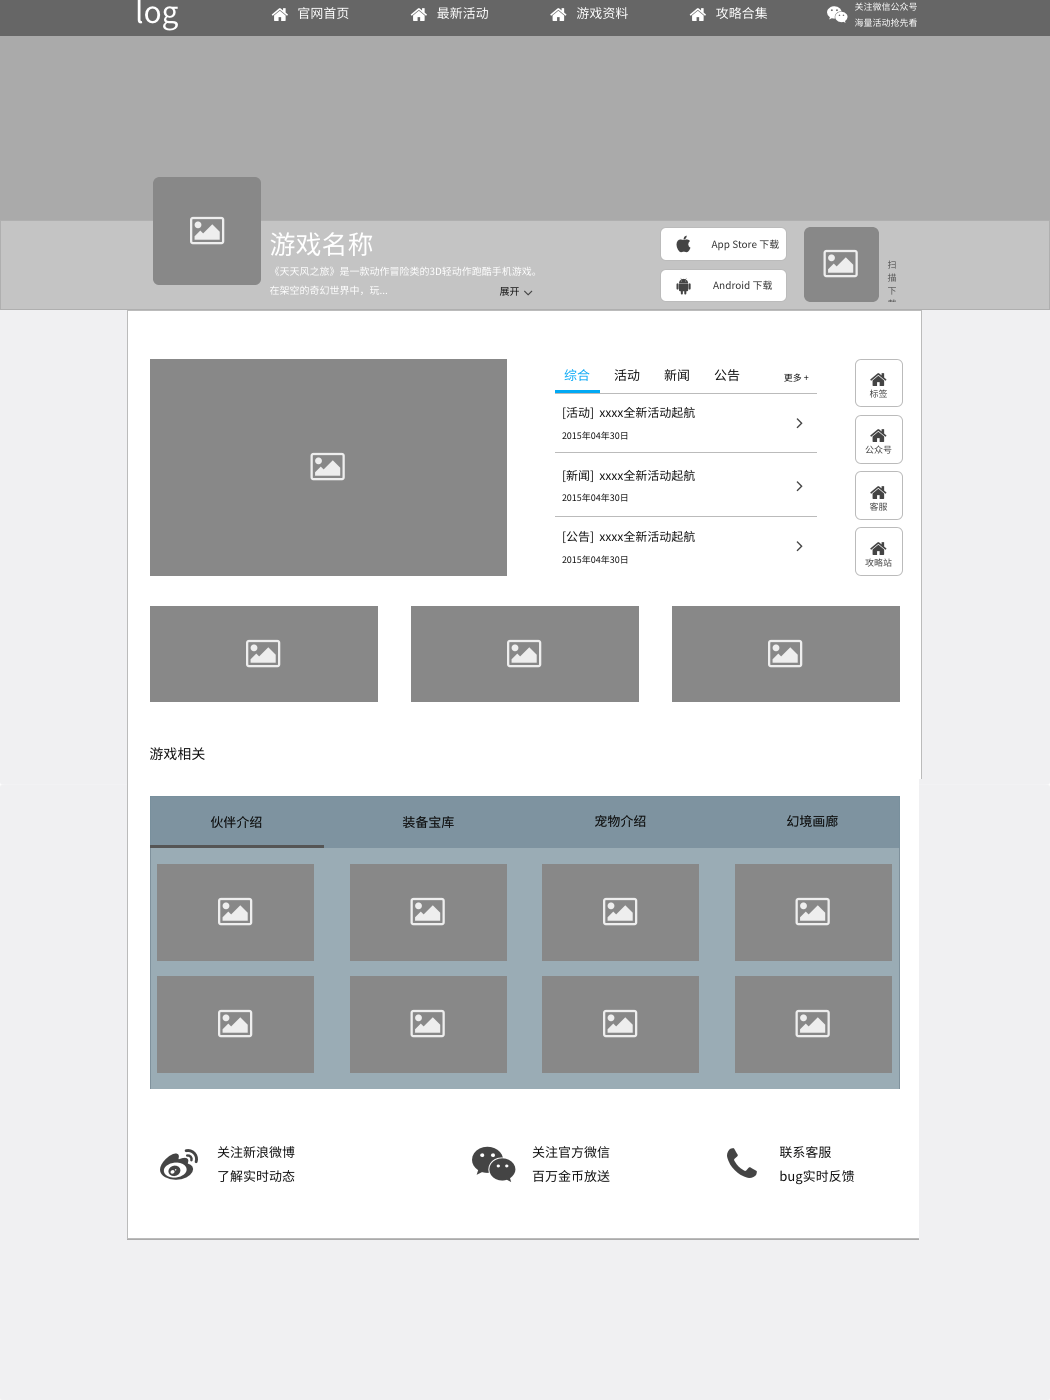 log
官网首页
最新活动
游戏资料
攻略合集
关注微信公众号
海量活动抢先看
游戏名称
《天天风之旅》是一款动作冒险类的3D轻动作跑酷手机游戏。
在架空的奇幻世界中，玩...
展开
App Store 下载
Android 下载
扫
描
下
综合
活动
新闻
公告
更多 +
[活动]  xxxx全新活动起航
2015年04年30日
[新闻]  xxxx全新活动起航
2015年04年30日
[公告]  xxxx全新活动起航
2015年04年30日
标签
公众号
客服
攻略站
游戏相关
伙伴介绍
装备宝库
宠物介绍
幻境画廊
关注新浪微博
了解实时动态
关注官方微信
百万金币放送
联系客服
bug实时反馈